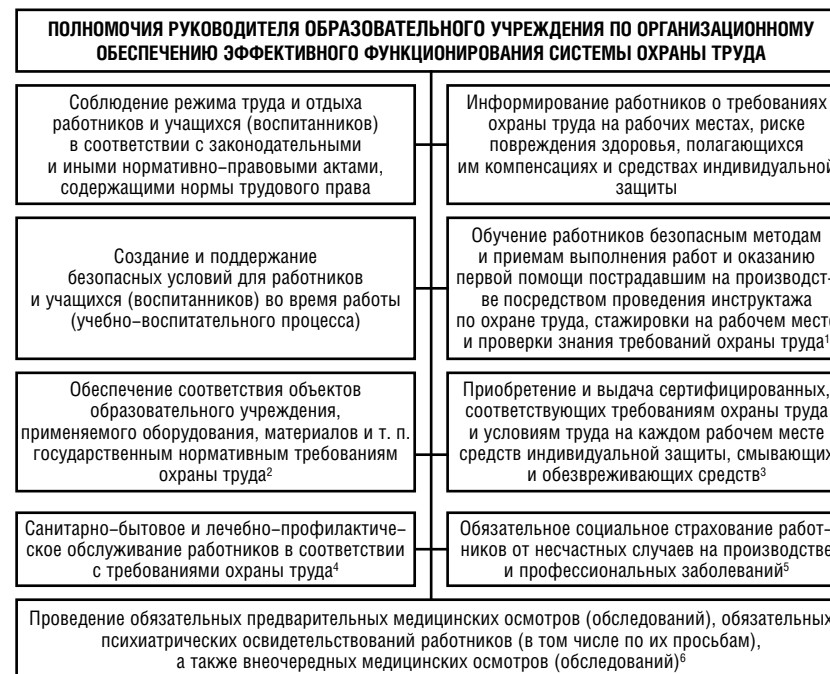 ПОЛНОМОЧИЯ РУКОВОДИТЕЛЯ ОБРАЗОВАТЕЛЬНОГО УЧРЕЖДЕНИЯ ПО ОРГАНИЗАЦИОННОМУ
ОБЕСПЕЧЕНИЮ ЭФФЕКТИВНОГО ФУНКЦИОНИРОВАНИЯ СИСТЕМЫ ОХРАНЫ ТРУДА
Соблюдение режима труда и отдыха
работников и учащихся (воспитанников)
в соответствии с законодательными
и иными нормативно-правовыми актами,
содержащими нормы трудового права
Информирование работников о требованиях
охраны труда на рабочих местах, риске
повреждения здоровья, полагающихся
им компенсациях и средствах индивидуальной
защиты
Создание и поддержание
безопасных условий для работников
и учащихся (воспитанников) во время работы
(учебно-воспитательного процесса)
Обучение работников безопасным методам
и приемам выполнения работ и оказанию
первой помощи пострадавшим на производст-
ве посредством проведения инструктажа
по охране труда, стажировки на рабочем месте
и проверки знания требований охраны труда¹
Обеспечение соответствия объектов
образовательного учреждения,
применяемого оборудования, материалов и т. п.
государственным нормативным требованиям
охраны труда²
Приобретение и выдача сертифицированных,
соответствующих требованиям охраны труда
и условиям труда на каждом рабочем месте
средств индивидуальной защиты, смывающих
и обезвреживающих средств³
Санитарно-бытовое и лечебно-профилактиче-
ское обслуживание работников в соответствии
с требованиями охраны труда⁴
Обязательное социальное страхование работ-
ников от несчастных случаев на производстве
и профессиональных заболеваний⁵
Проведение обязательных предварительных медицинских осмотров (обследований), обязательных
психиатрических освидетельствований работников (в том числе по их просьбам),
а также внеочередных медицинских осмотров (обследований)⁶